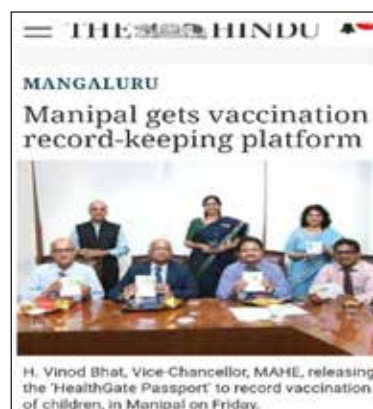 THE HINDU
MANGALURU
Manipal gets vaccination
record-keeping platform
H. Vinod Bhat, Vice-Chancellor, MAHE, releasing
the 'HealthGate Passport' to record vaccination
of children, in Manipal on Friday.